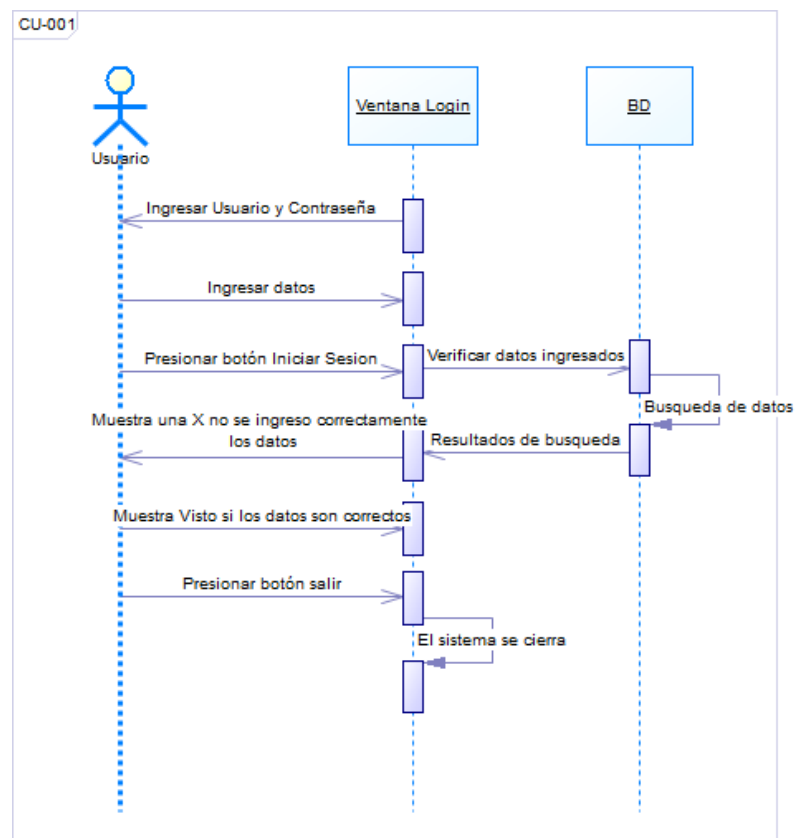 CU-001
Usuario
Ventana Login
BD
Ingresar Usuario y Contraseña
Ingresar datos
Presionar botón Iniciar Sesion
Verificar datos ingresados
Busqueda de datos
Muestra una X no se ingreso correctamente
los datos
Resultados de busqueda
Muestra Visto si los datos son correctos
Presionar botón salir
El sistema se cierra